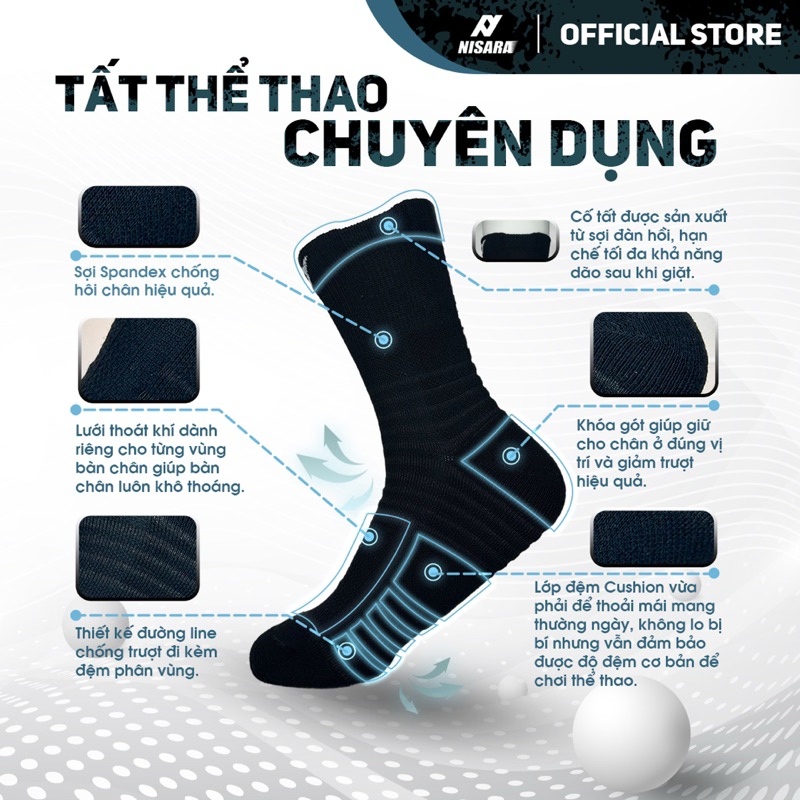 NISARA
OFFICIAL STORE
TẤT THỂ THAO
CHUYÊN DỤNG
Sợi Spandex chống
hôi chân hiệu quả.
Cổ tất được sản xuất
từ sợi đàn hồi, hạn
chế tối đa khả năng
dão sau khi giặt.
Lưới thoát khí dành
riêng cho từng vùng
bàn chân giúp bàn
chân luôn khô thoáng.
Khóa gót giúp giữ
cho chân ở đúng vị
trí và giảm trượt
hiệu quả.
Thiết kế đường line
chống trượt đi kèm
đệm phân vùng.
Lớp đệm Cushion vừa
phải để thoải mái mang
thường ngày, không lo bị
bí nhưng vẫn đảm bảo
được độ đệm cơ bản để
chơi thể thao.